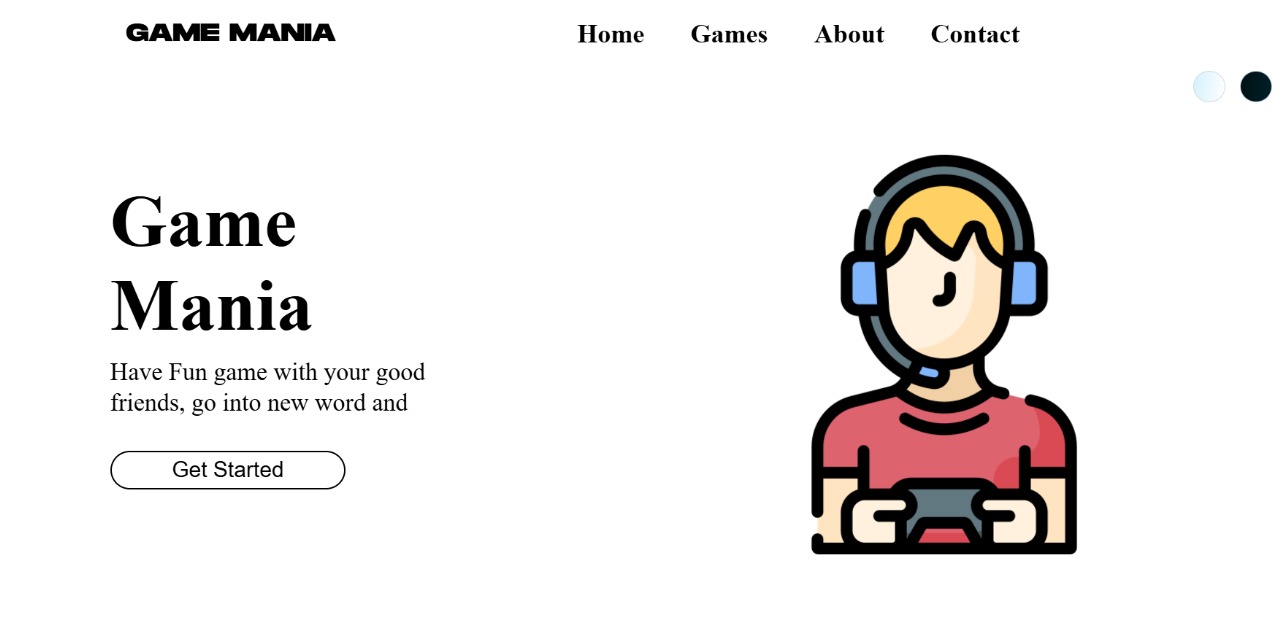 GAME MANIA
Home Games About Contact
Game
Mania
Have Fun game with your good
friends, go into new word and
Get Started